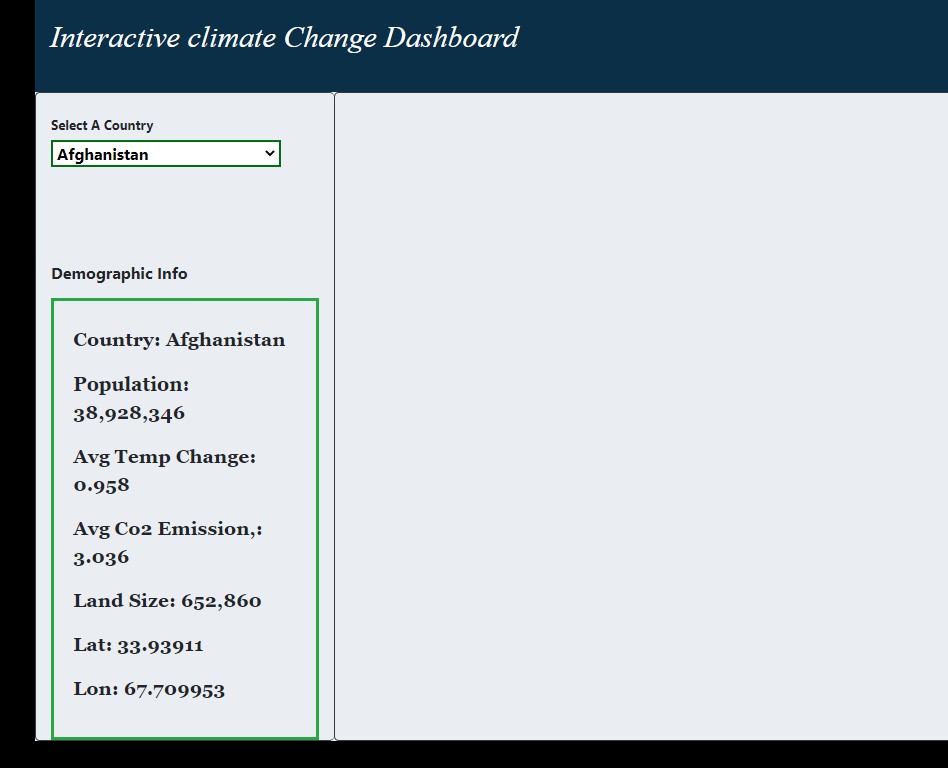 Interactive climate Change Dashboard
Select A Country
Afghanistan
Demographic Info
Country: Afghanistan
Population:
38,928,346
Avg Temp Change:
0.958
Avg Co2 Emission,:
3.036
Land Size: 652,860
Lat: 33.93911
Lon: 67.709953